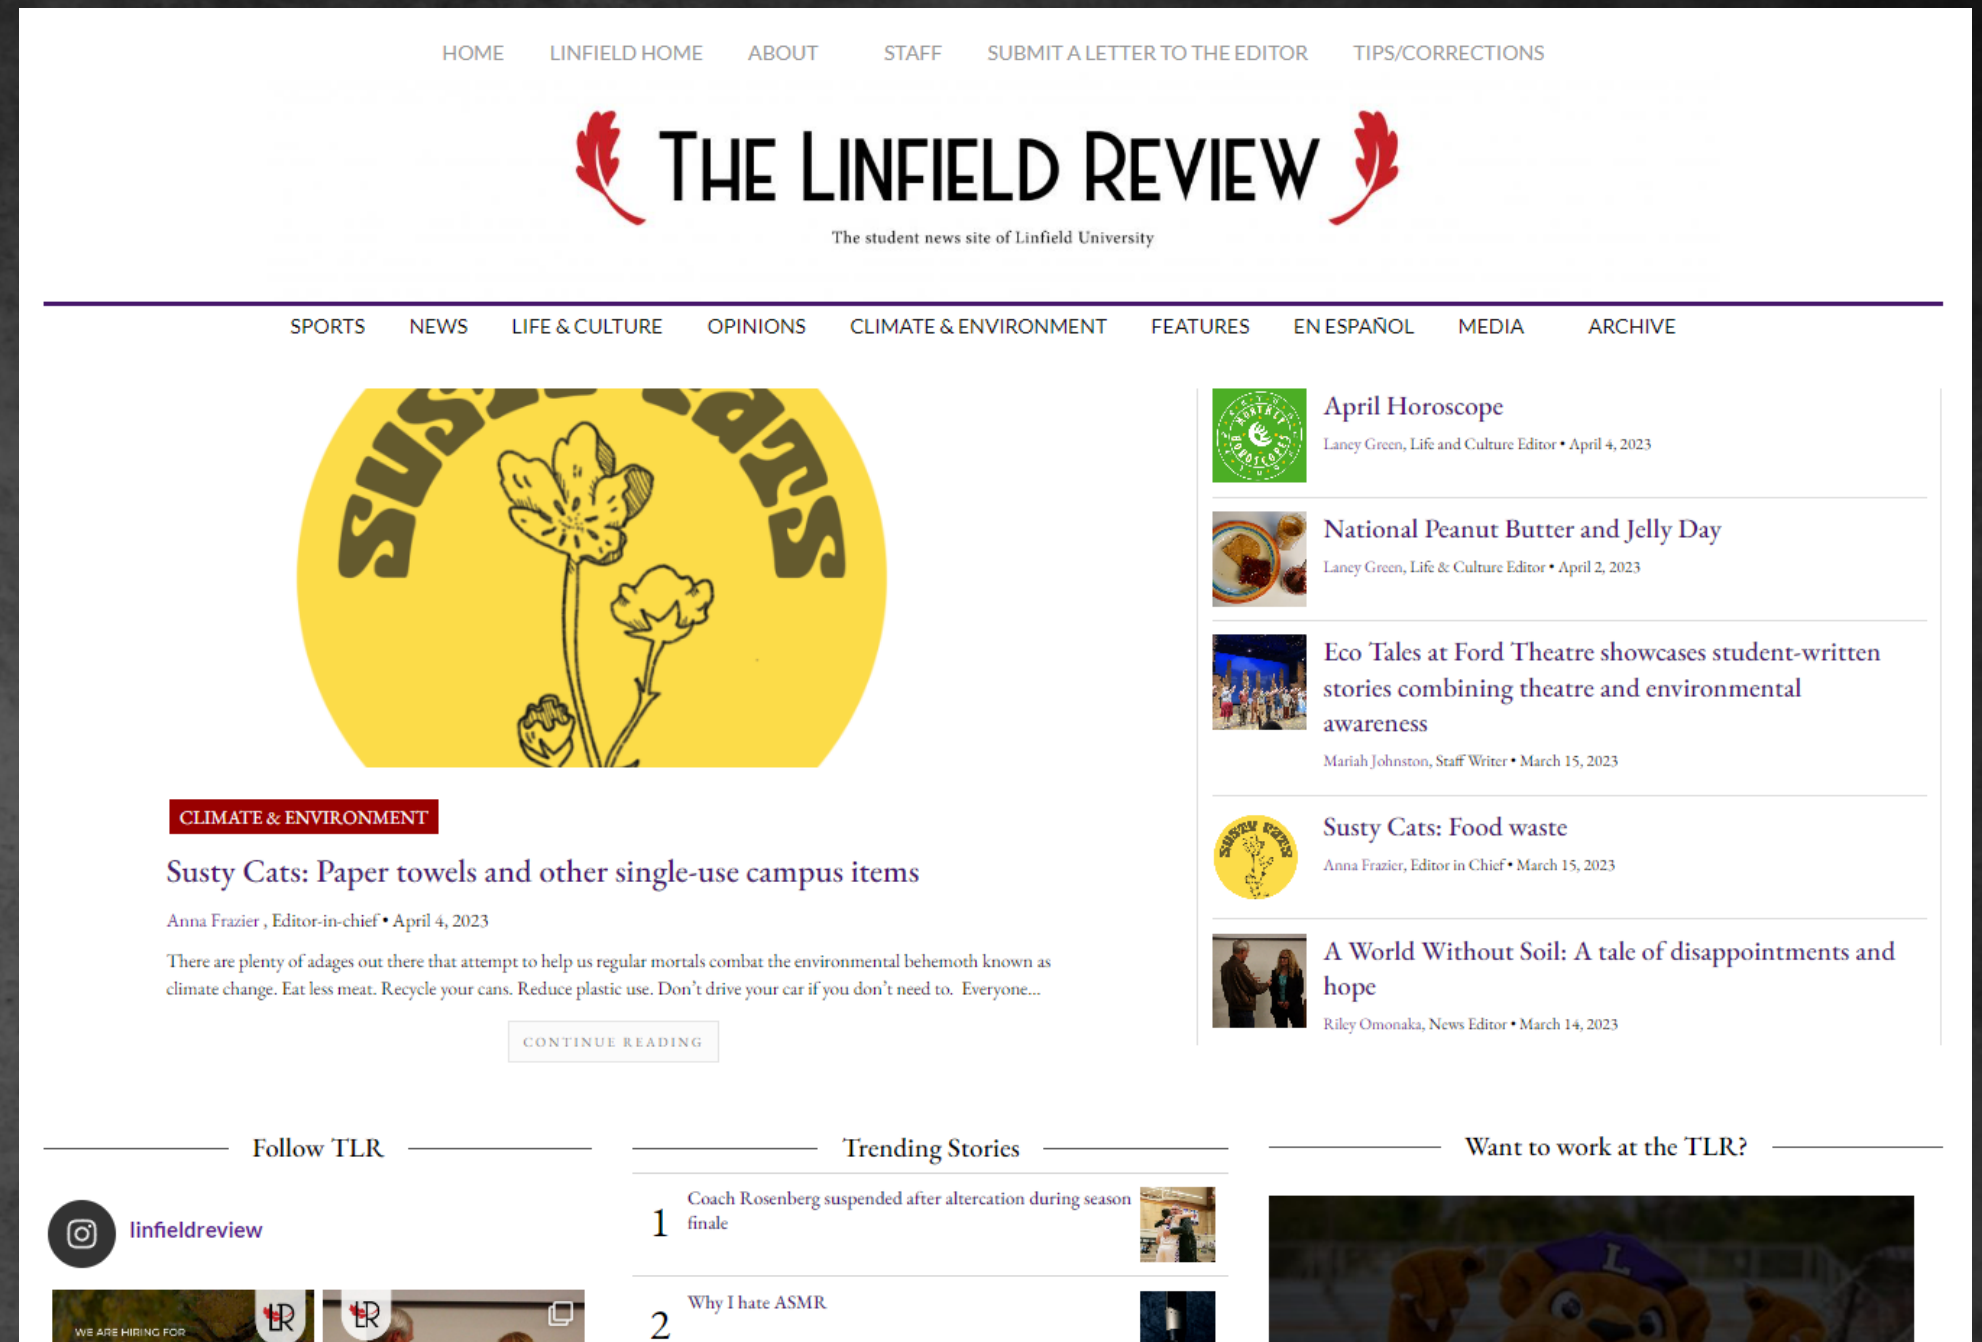 HOME LINFIELD HOME ABOUT STAFF SUBMIT A LETTER TO THE EDITOR TIPS/CORRECTIONS
THE LINFIELD REVIEW
The student news site of Linfield University
SPORTS NEWS LIFE & CULTURE OPINIONS CLIMATE & ENVIRONMENT FEATURES EN ESPAÑOL MEDIA ARCHIVE
CLIMATE & ENVIRONMENT
Susty Cats: Paper towels and other single-use campus items
Anna Frazier , Editor-in-chief • April 4, 2023
There are plenty of adages out there that attempt to help us regular mortals combat the environmental behemoth known as
climate change. Eat less meat. Recycle your cans. Reduce plastic use. Don’t drive your car if you don’t need to.  Everyone...
CONTINUE READING
MONTHLY
HOROSCOPES
April Horoscope
Laney Green, Life and Culture Editor • April 4, 2023
National Peanut Butter and Jelly Day
Laney Green, Life & Culture Editor • April 2, 2023
Eco Tales at Ford Theatre showcases student-written
stories combining theatre and environmental
awareness
Mariah Johnston, Staff Writer • March 15, 2023
SUSTY CATS
Susty Cats: Food waste
Anna Frazier, Editor in Chief • March 15, 2023
A World Without Soil: A tale of disappointments and
hope
Riley Omonaka, News Editor • March 14, 2023
Follow TLR
linfieldreview
WE ARE HIRING FOR
LR
LR
Trending Stories
1
Coach Rosenberg suspended after altercation during season
finale
2
Why I hate ASMR
Want to work at the TLR?
L